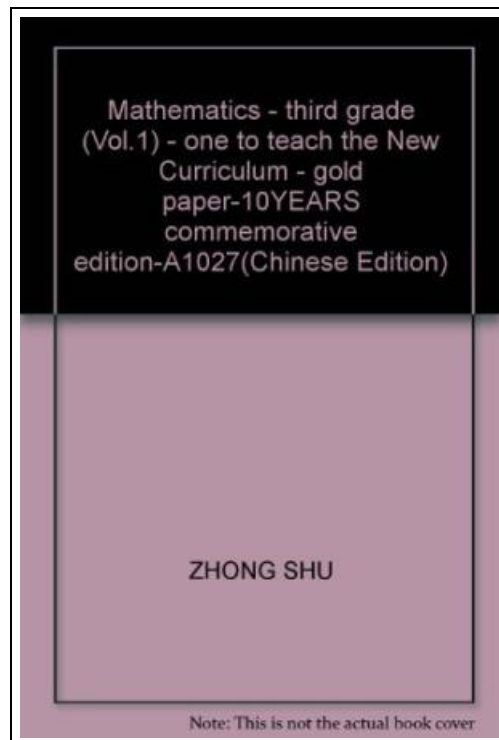 Mathematics - third grade
(Vol.1) - one to teach the New
Curriculum - gold
paper-10YEARS
commemorative
edition-A1027(Chinese Edition)
ZHONG SHU
Note: This is not the actual book cover